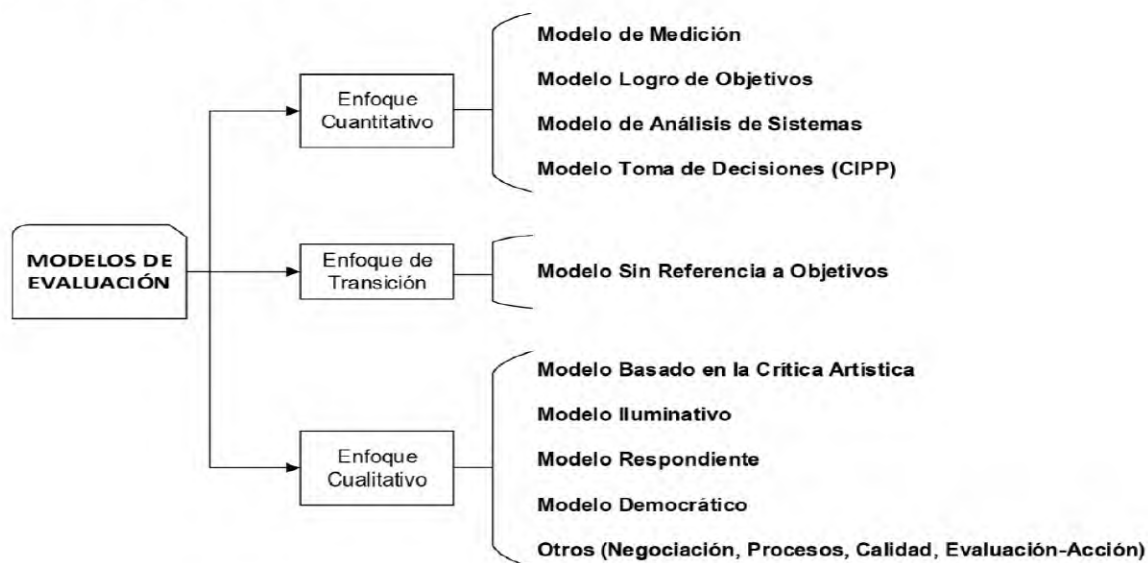 MODELOS DE
EVALUACIÓN
Enfoque
Cuantitativo
Modelo de Medición
Modelo Logro de Objetivos
Modelo de Análisis de Sistemas
Modelo Toma de Decisiones (CIPP)
Enfoque de
Transición
Modelo Sin Referencia a Objetivos
Enfoque
Cualitativo
Modelo Basado en la Crítica Artística
Modelo Iluminativo
Modelo Respondiente
Modelo Democrático
Otros (Negociación, Procesos, Calidad, Evaluación-Acción)